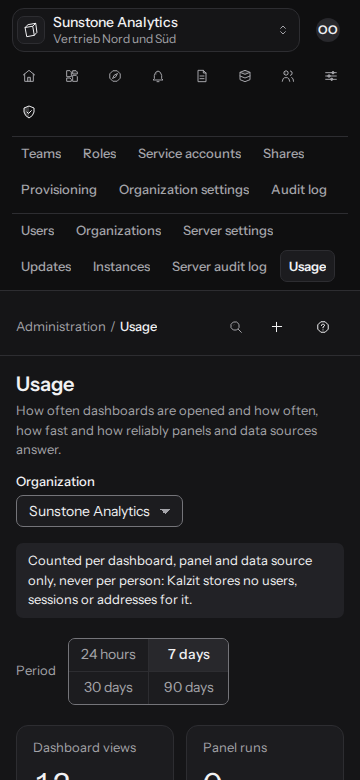 Sunstone Analytics
Vertrieb Nord und Süd
OO
Teams Roles Service accounts Shares
Provisioning Organization settings Audit log
Users Organizations Server settings
Updates Instances Server audit log Usage
Administration / Usage
Usage
How often dashboards are opened and how often,
how fast and how reliably panels and data sources
answer.
Organization
Sunstone Analytics
Counted per dashboard, panel and data source
only, never per person: Kalzit stores no users,
sessions or addresses for it.
Period 24 hours 7 days
30 days 90 days
Dashboard views Panel runs